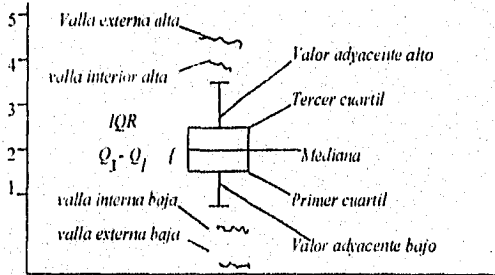 5
Valla externa alta
4
Valor adyacente alto
valla interior alta
3
Tercer cuartil
IQR
2
Q3 - Q1
Mediana
1
valla interna baja
Primer cuartil
valla externa baja
Valor adyacente bajo